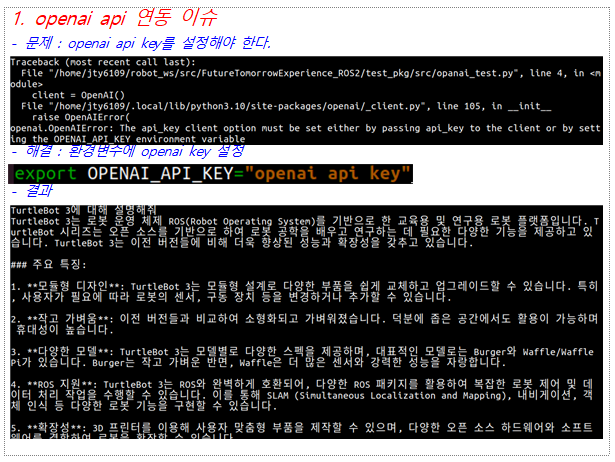 1. openai api 연동 이슈
- 문제 : openai api key를 설정해야 한다.
Traceback (most recent call last):
File "/home/jty6109/robot_ws/src/FutureTomorrowExperience_ROS2/test_pkg/src/opanai_test.py", line 4, in <m
odule>
client = OpenAI()
File "/home/jty6109/.local/lib/python3.10/site-packages/openai/_client.py", line 105, in __init__
raise OpenAIError(
openai.OpenAIError: The api_key client option must be set either by passing api_key to the client or by sett
ing the OPENAI_API_KEY environment variable
- 해결 : 환경변수에 openai key 설정
export OPENAI_API_KEY="openai api key"
- 결과
TurtleBot 3에 대해 설명해줘
TurtleBot 3는 로봇 운영 체제 ROS(Robot Operating System)를 기반으로 한 교육용 및 연구용 로봇 플랫폼입니다. T
urtleBot 시리즈는 오픈 소스를 기반으로 하여 로봇 공학을 배우고 연구하는 데 필요한 다양한 기능을 제공하고 있
습니다. TurtleBot 3는 이전 버전들에 비해 더욱 향상된 성능과 확장성을 갖추고 있습니다.
### 주요 특징:
1. **모듈형 디자인**: TurtleBot 3는 모듈형 설계로 다양한 부품을 쉽게 교체하고 업그레이드할 수 있습니다. 특히
, 사용자가 필요에 따라 로봇의 센서, 구동 장치 등을 변경하거나 추가할 수 있습니다.
2. **작고 가벼움**: 이전 버전들과 비교하여 소형화되고 가벼워졌습니다. 덕분에 좁은 공간에서도 활용이 가능하며
휴대성이 높습니다.
3. **다양한 모델**: TurtleBot 3는 모델별로 다양한 스펙을 제공하며, 대표적인 모델로는 Burger와 Waffle/Waffle
Pi가 있습니다. Burger는 작고 가벼운 반면, Waffle은 더 많은 센서와 강력한 성능을 자랑합니다.
4. **ROS 지원**: TurtleBot 3는 ROS와 완벽하게 호환되어, 다양한 ROS 패키지를 활용하여 복잡한 로봇 제어 및 데
이터 처리 작업을 수행할 수 있습니다. 이를 통해 SLAM (Simultaneous Localization and Mapping), 내비게이션, 객
체 인식 등 다양한 로봇 기능을 구현할 수 있습니다.
5. **확장성**: 3D 프린터를 이용해 사용자 맞춤형 부품을 제작할 수 있으며, 다양한 오픈 소스 하드웨어와 소프트
웨어를 결합하여 로봇을 확장할 수 있습니다